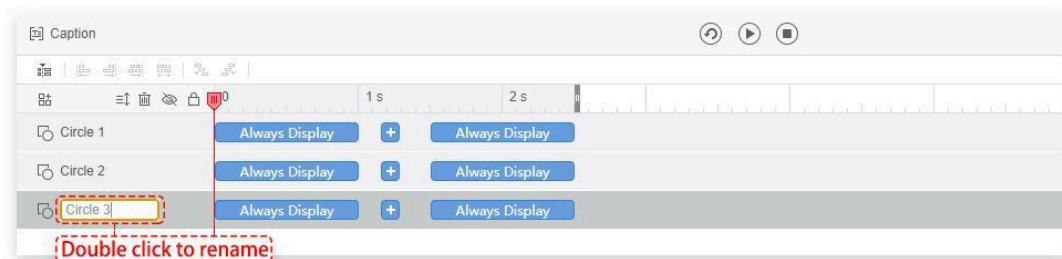 Caption
0 1 s 2 s
Circle 1 Always Display + Always Display
Circle 2 Always Display + Always Display
Circle 3 Always Display + Always Display
Double click to rename